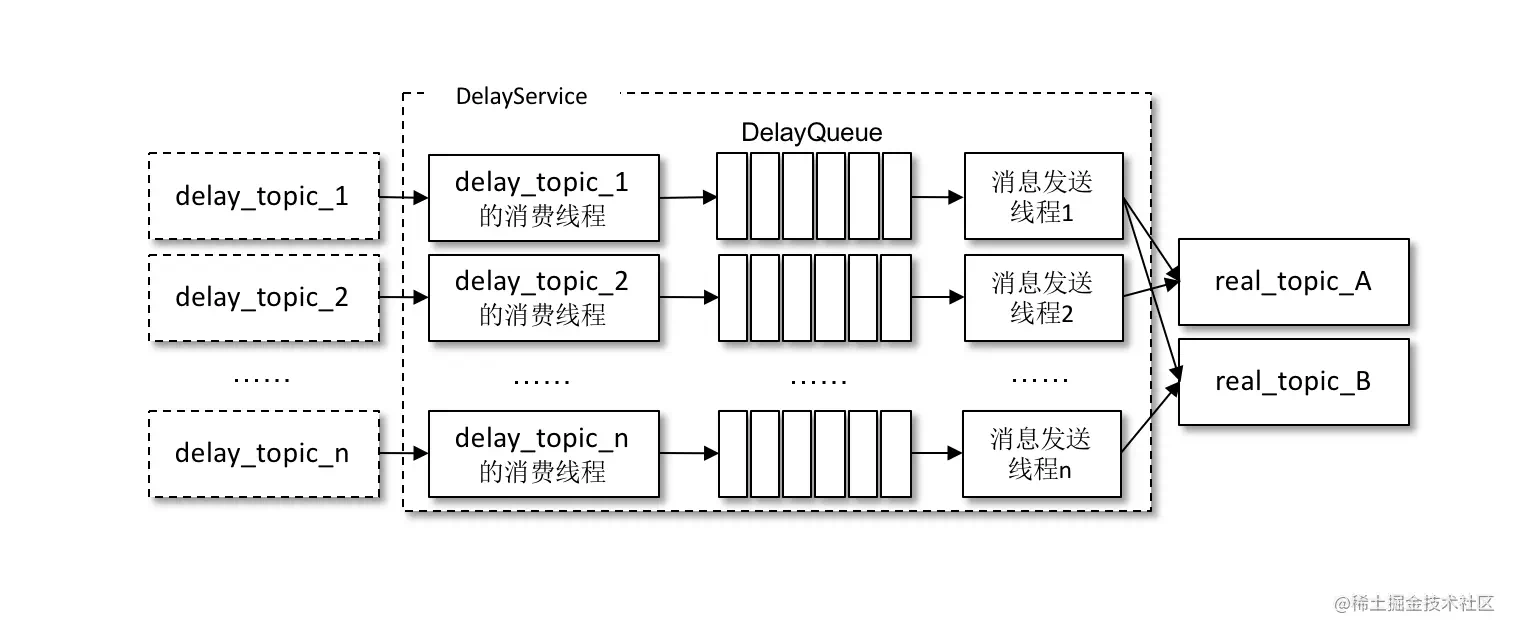 DelayService
DelayQueue
delay_topic_1
delay_topic_1
的消费线程
消息发送
线程1
delay_topic_2
delay_topic_2
的消费线程
消息发送
线程2
real_topic_A
real_topic_B
……
……
……
……
delay_topic_n
delay_topic_n
的消费线程
消息发送
线程n
@稀土掘金技术社区